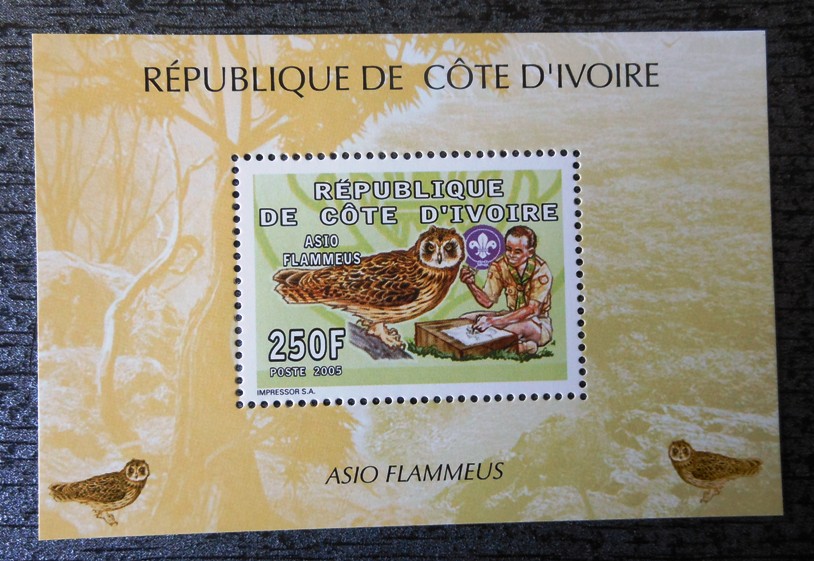 RÉPUBLIQUE DE CÔTE D'IVOIRE
RÉPUBLIQUE
DE CÔTE D'IVOIRE
ASIO
FLAMMEUS
250F
POSTE 2005
IMPRESSOR S.A.
ASIO FLAMMEUS